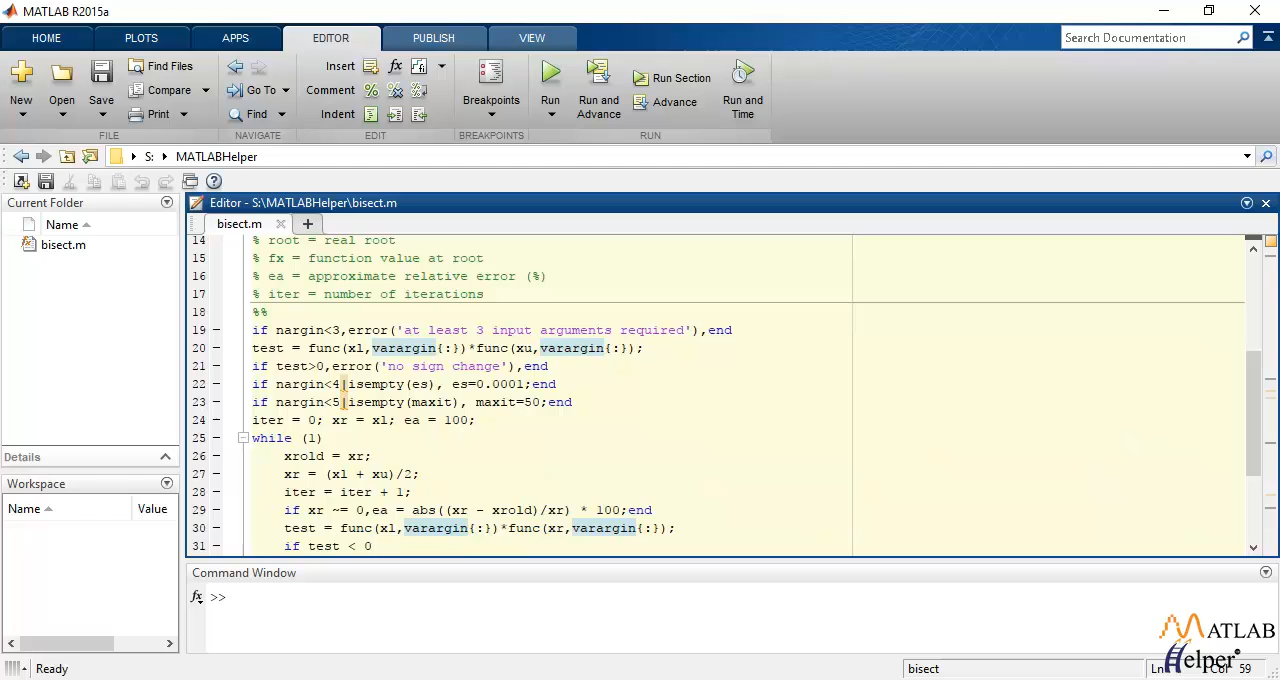 MATLAB R2015a
HOME PLOTS APPS EDITOR PUBLISH VIEW Search Documentation
Find Files Insert fx
Compare Go To Comment Run Section
New Open Save Breakpoints Run Run and Advance Run and Time
Print Find Indent Advance
FILE NAVIGATE EDIT BREAKPOINTS RUN
S: MATLABHelper
Current Folder
Name
bisect.m
Details
Workspace
Name Value
Editor - S:\MATLABHelper\bisect.m
bisect.m +
14 % root = real root
15 % fx = function value at root
16 % ea = approximate relative error (%)
17 % iter = number of iterations
18 %%
19 – if nargin<3,error('at least 3 input arguments required'),end
20 – test = func(xl,varargin{:})*func(xu,varargin{:});
21 – if test>0,error('no sign change'),end
22 – if nargin<4|isempty(es), es=0.0001;end
23 – if nargin<5|isempty(maxit), maxit=50;end
24 – iter = 0; xr = xl; ea = 100;
25 – while (1)
26 – xrold = xr;
27 – xr = (xl + xu)/2;
28 – iter = iter + 1;
29 – if xr ~= 0,ea = abs((xr - xrold)/xr) * 100;end
30 – test = func(xl,varargin{:})*func(xr,varargin{:});
31 – if test < 0
Command Window
fx >>
MATLAB
Helper
Ready bisect Ln Col 59